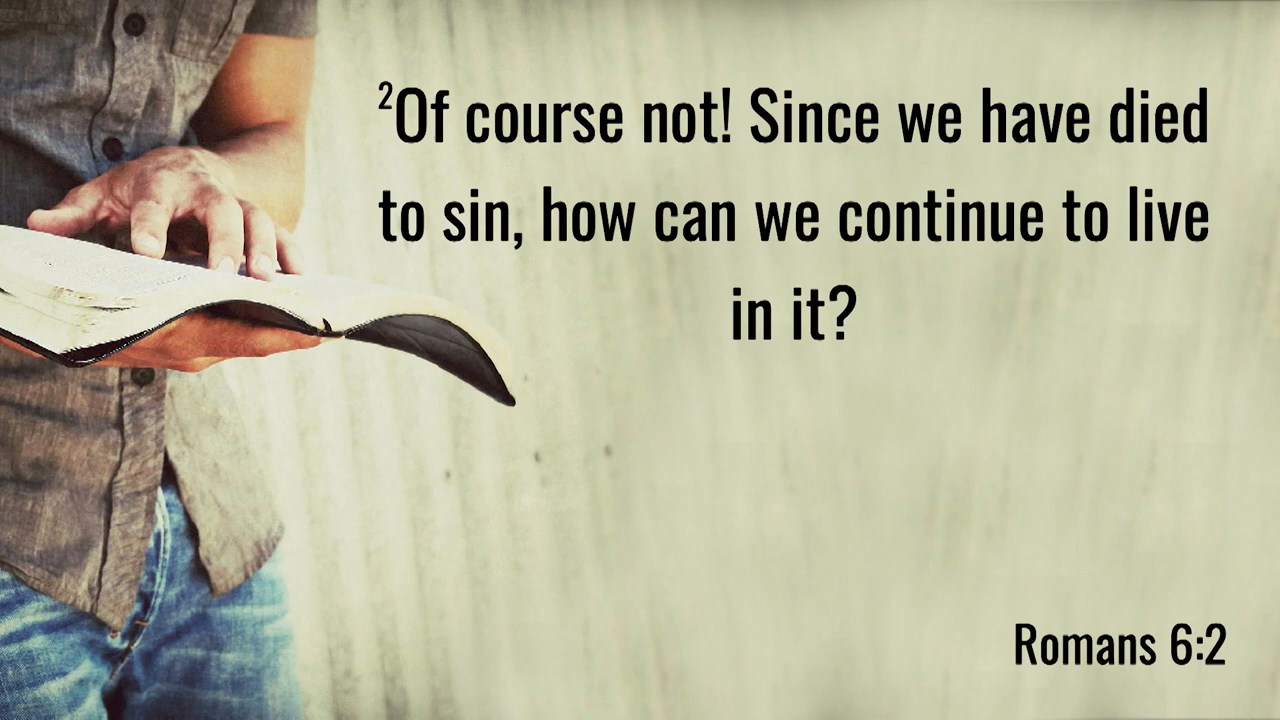 ²Of course not! Since we have died
to sin, how can we continue to live
in it?
Romans 6:2